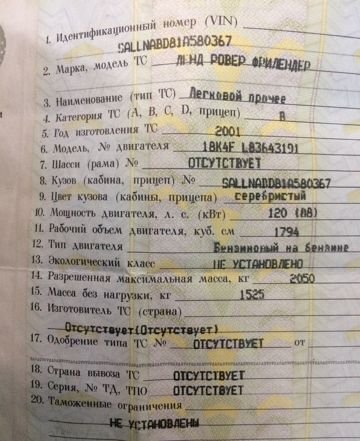 1. Идентификационный номер (VIN)
SALLNABDB1A580367
2. Марка, модель ТС ЛЕНД РОВЕР ФРИЛЕНДЕР
3. Наименование (тип ТС) Легковой прочее
4. Категория ТС (А, В, С, D, прицеп) В
5. Год изготовления ТС 2001
6. Модель, № двигателя 18K4F L83643191
7. Шасси (рама) № ОТСУТСТВУЕТ
8. Кузов (кабина, прицеп) № SALLNABDB1A580367
9. Цвет кузова (кабины, прицепа) серебристый
10. Мощность двигателя, л. с. (кВт) 120 (88)
11. Рабочий объем двигателя, куб. см 1794
12. Тип двигателя Бензиновый на бензине
13. Экологический класс НЕ УСТАНОВЛЕНО
14. Разрешенная максимальная масса, кг 2050
15. Масса без нагрузки, кг 1525
16. Изготовитель ТС (страна)
Отсутствует(Отсутствует)
17. Одобрение типа ТС № ОТСУТСТВУЕТ от
18. Страна вывоза ТС ОТСУТСТВУЕТ
19. Серия, № ТД, ТПО ОТСУТСТВУЕТ
20. Таможенные ограничения
НЕ УСТАНОВЛЕНЫ